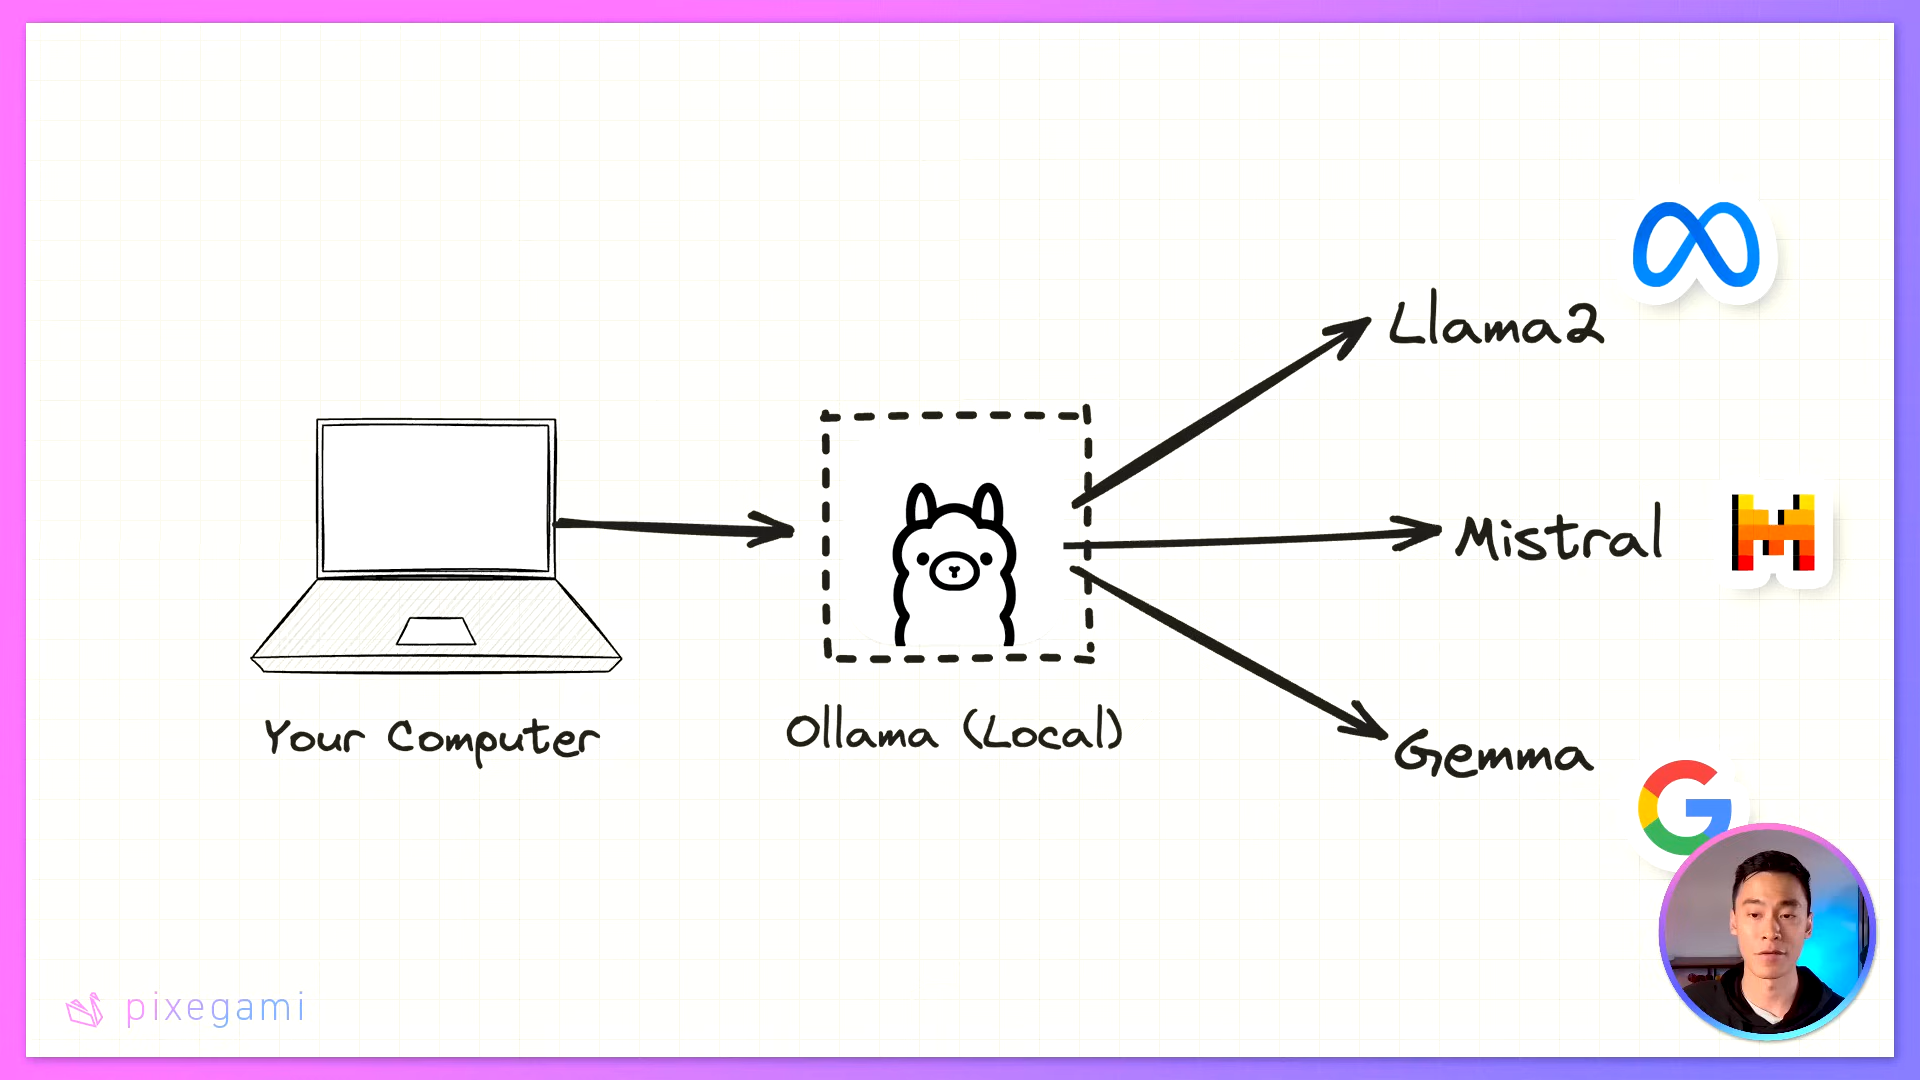 Llama2
Mistral
Gemma
Your Computer
Ollama (Local)
pixegami